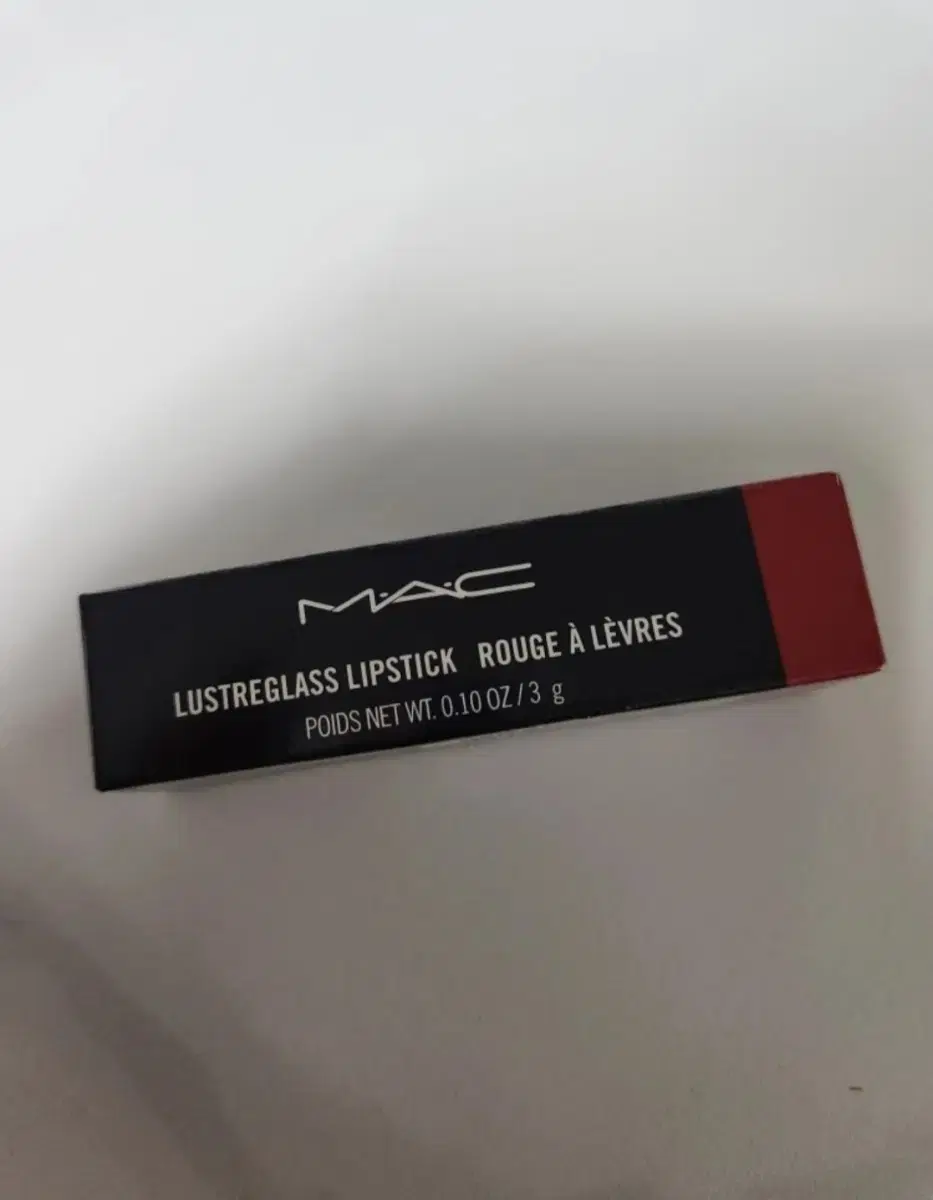 M·A·C
LUSTREGLASS LIPSTICK ROUGE À LÈVRES
POIDS NET WT. 0.10 OZ / 3 g